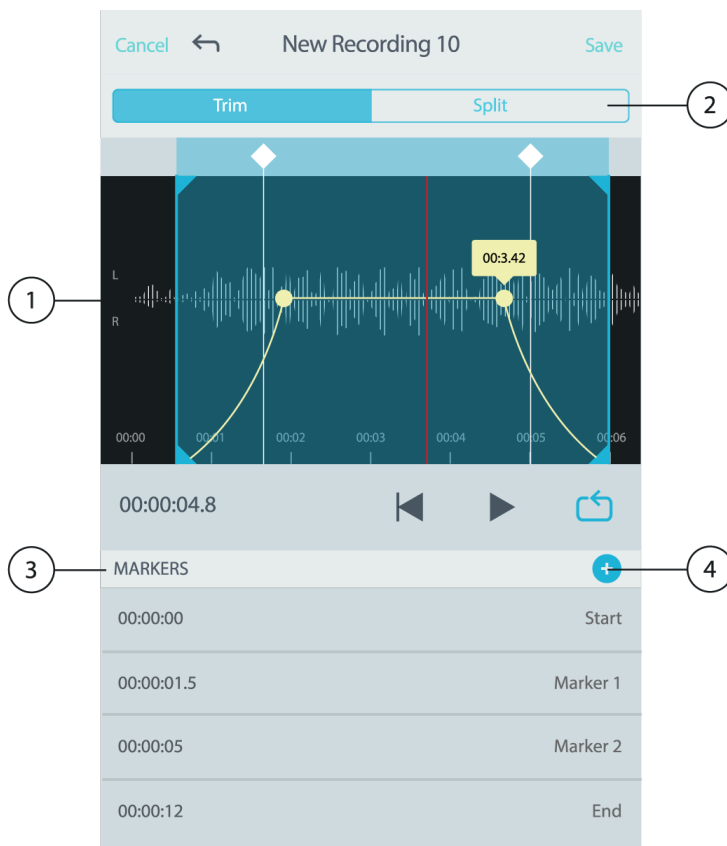 Cancel New Recording 10 Save
Trim Split
2
00:3.42
L
1
R
00:00 00:01 00:02 00:03 00:04 00:05 00:06
00:00:04.8
3 MARKERS + 4
00:00:00 Start
00:00:01.5 Marker 1
00:00:05 Marker 2
00:00:12 End